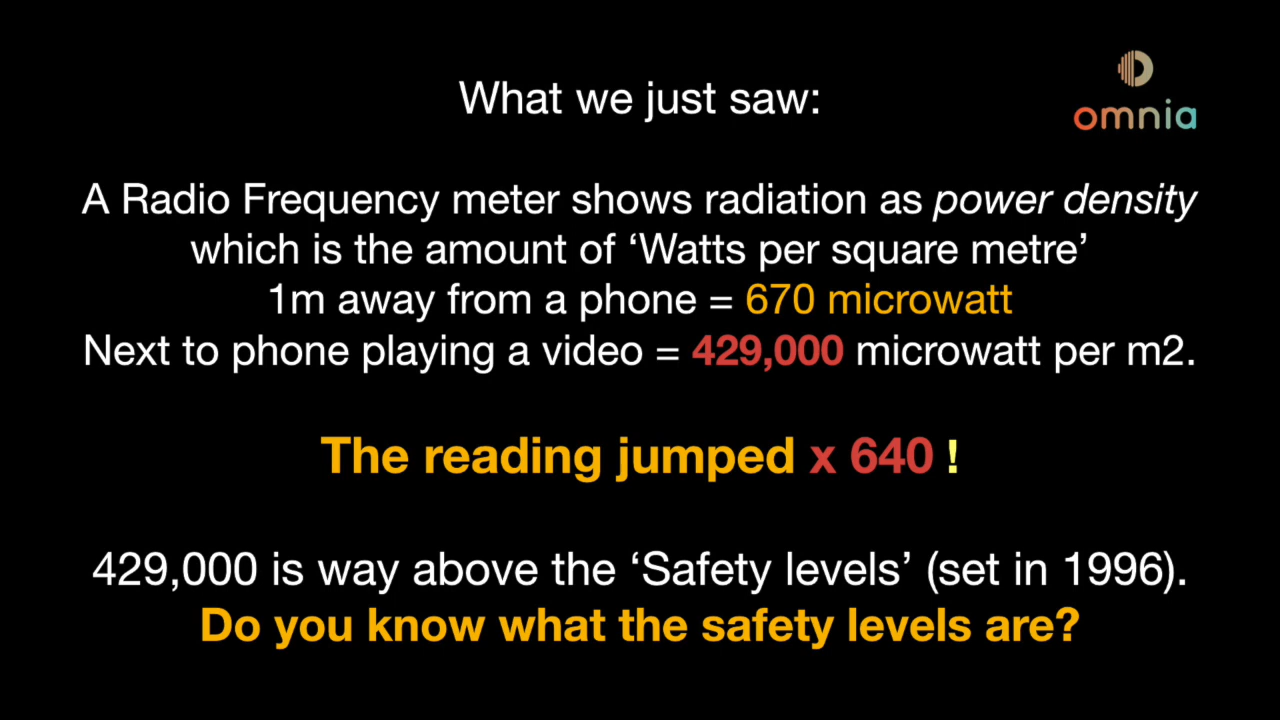 What we just saw:
omnia
A Radio Frequency meter shows radiation as power density
which is the amount of ‘Watts per square metre’
1m away from a phone = 670 microwatt
Next to phone playing a video = 429,000 microwatt per m2.
The reading jumped x 640 !
429,000 is way above the ‘Safety levels’ (set in 1996).
Do you know what the safety levels are?